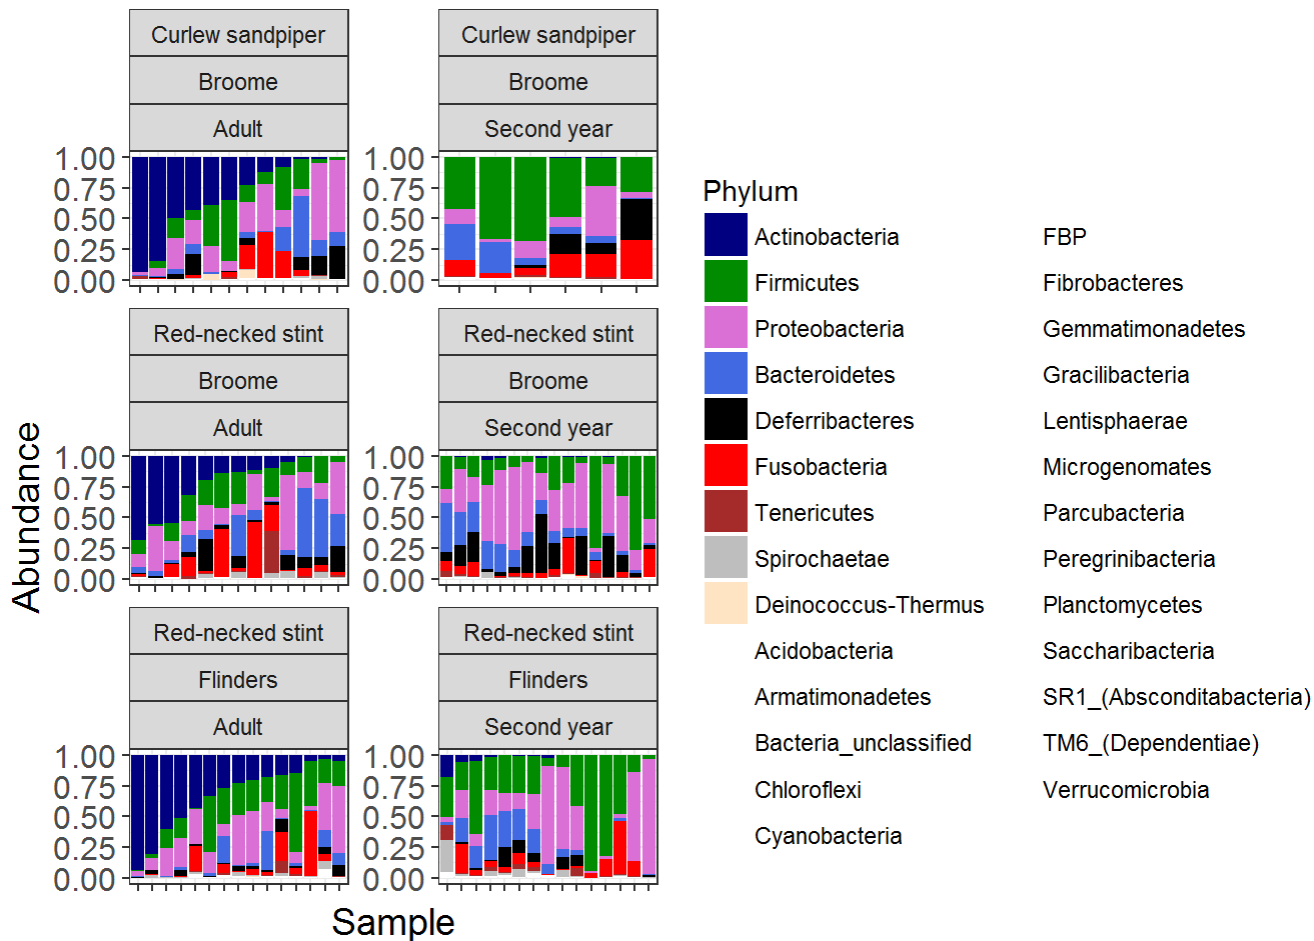 Curlew sandpiper
Broome
Adult
Curlew sandpiper
Broome
Second year
1.00
0.75
0.50
0.25
0.00
1.00
0.75
0.50
0.25
0.00
Red-necked stint
Broome
Adult
Red-necked stint
Broome
Second year
1.00
0.75
0.50
0.25
0.00
1.00
0.75
0.50
0.25
0.00
Red-necked stint
Flinders
Adult
Red-necked stint
Flinders
Second year
1.00
0.75
0.50
0.25
0.00
1.00
0.75
0.50
0.25
0.00
Abundance
Sample
Phylum
Actinobacteria
Firmicutes
Proteobacteria
Bacteroidetes
Deferribacteres
Fusobacteria
Tenericutes
Spirochaetae
Deinococcus-Thermus
Acidobacteria
Armatimonadetes
Bacteria_unclassified
Chloroflexi
Cyanobacteria
FBP
Fibrobacteres
Gemmatimonadetes
Gracilibacteria
Lentisphaerae
Microgenomates
Parcubacteria
Peregrinibacteria
Planctomycetes
Saccharibacteria
SR1_(Absconditabacteria)
TM6_(Dependentiae)
Verrucomicrobia